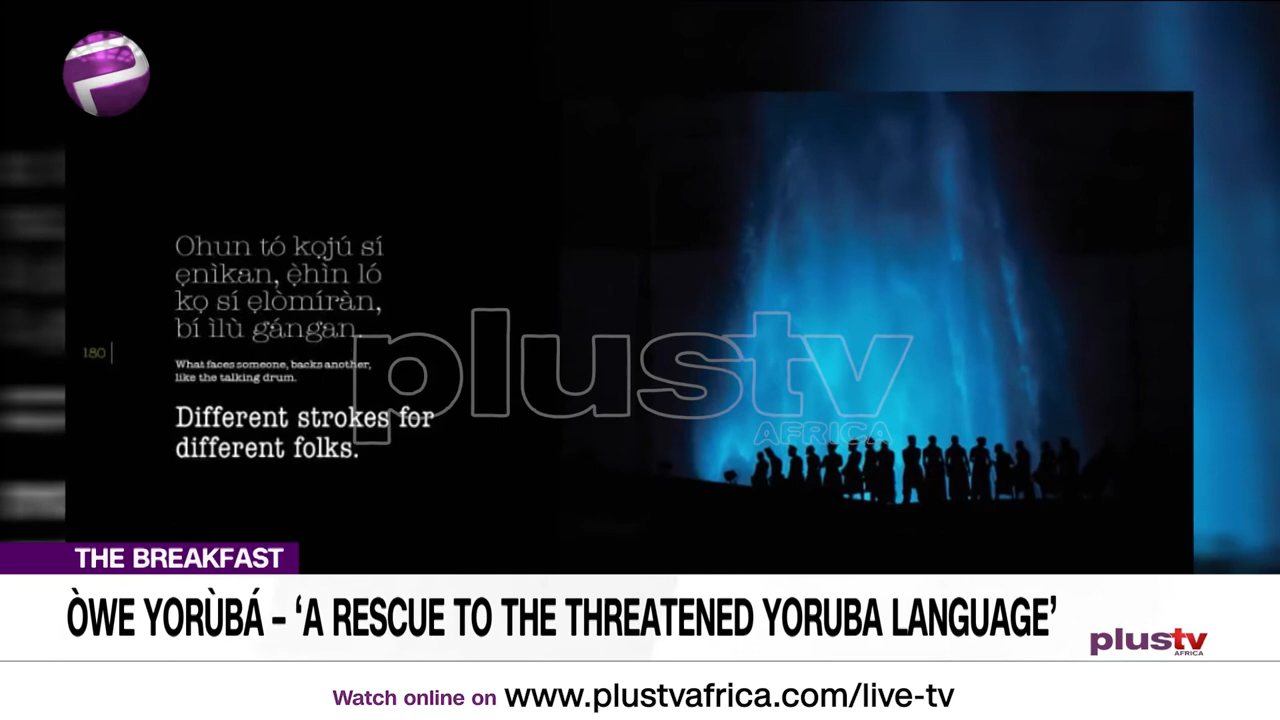 Ohun tó kọjú sí
ẹnìkan, ẹ̀hìn ló
kọ sí ẹlòmíràn,
bí ìlù gángan.
180
What faces someone, backs another,
like the talking drum.
Different strokes for
different folks.
plustv
AFRICA
THE BREAKFAST
ÒWE YORÙBÁ – ‘A RESCUE TO THE THREATENED YORUBA LANGUAGE’
plustv
AFRICA
Watch online on www.plustvafrica.com/live-tv